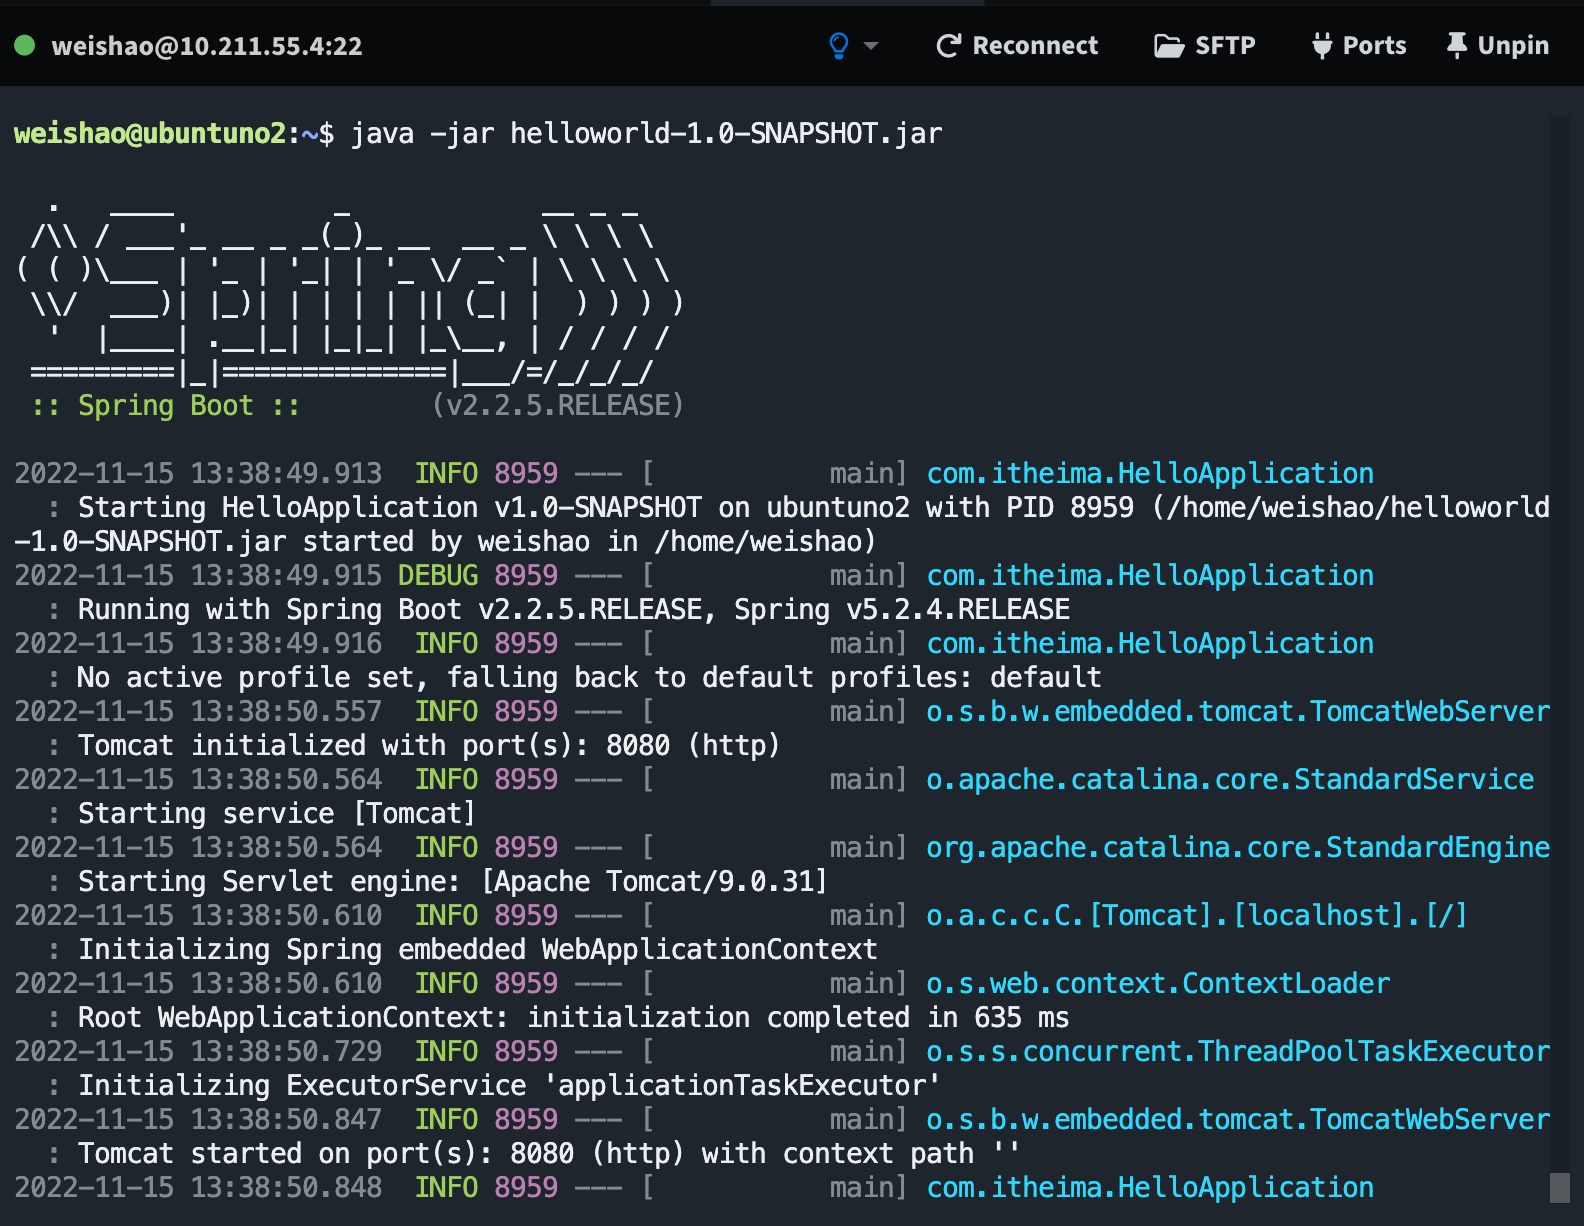 weishao@10.211.55.4:22 Reconnect SFTP Ports Unpin
weishao@ubuntuno2:~$ java -jar helloworld-1.0-SNAPSHOT.jar
  .   ____          _            __ _ _
 /\\ / ___'_ __ _ _(_)_ __  __ _ \ \ \ \
( ( )\___ | '_ | '_| | '_ \/ _` | \ \ \ \
 \\/  ___)| |_)| | | | | || (_| |  ) ) ) )
  '  |____| .__|_| |_|_| |_\__, | / / / /
 =========|_|==============|___/=/_/_/_/
 :: Spring Boot ::        (v2.2.5.RELEASE)
2022-11-15 13:38:49.913  INFO 8959 --- [           main] com.itheima.HelloApplication
  : Starting HelloApplication v1.0-SNAPSHOT on ubuntuno2 with PID 8959 (/home/weishao/helloworld
-1.0-SNAPSHOT.jar started by weishao in /home/weishao)
2022-11-15 13:38:49.915 DEBUG 8959 --- [           main] com.itheima.HelloApplication
  : Running with Spring Boot v2.2.5.RELEASE, Spring v5.2.4.RELEASE
2022-11-15 13:38:49.916  INFO 8959 --- [           main] com.itheima.HelloApplication
  : No active profile set, falling back to default profiles: default
2022-11-15 13:38:50.557  INFO 8959 --- [           main] o.s.b.w.embedded.tomcat.TomcatWebServer
  : Tomcat initialized with port(s): 8080 (http)
2022-11-15 13:38:50.564  INFO 8959 --- [           main] o.apache.catalina.core.StandardService
  : Starting service [Tomcat]
2022-11-15 13:38:50.564  INFO 8959 --- [           main] org.apache.catalina.core.StandardEngine
  : Starting Servlet engine: [Apache Tomcat/9.0.31]
2022-11-15 13:38:50.610  INFO 8959 --- [           main] o.a.c.c.C.[Tomcat].[localhost].[/]
  : Initializing Spring embedded WebApplicationContext
2022-11-15 13:38:50.610  INFO 8959 --- [           main] o.s.web.context.ContextLoader
  : Root WebApplicationContext: initialization completed in 635 ms
2022-11-15 13:38:50.729  INFO 8959 --- [           main] o.s.s.concurrent.ThreadPoolTaskExecutor
  : Initializing ExecutorService 'applicationTaskExecutor'
2022-11-15 13:38:50.847  INFO 8959 --- [           main] o.s.b.w.embedded.tomcat.TomcatWebServer
  : Tomcat started on port(s): 8080 (http) with context path ''
2022-11-15 13:38:50.848  INFO 8959 --- [           main] com.itheima.HelloApplication